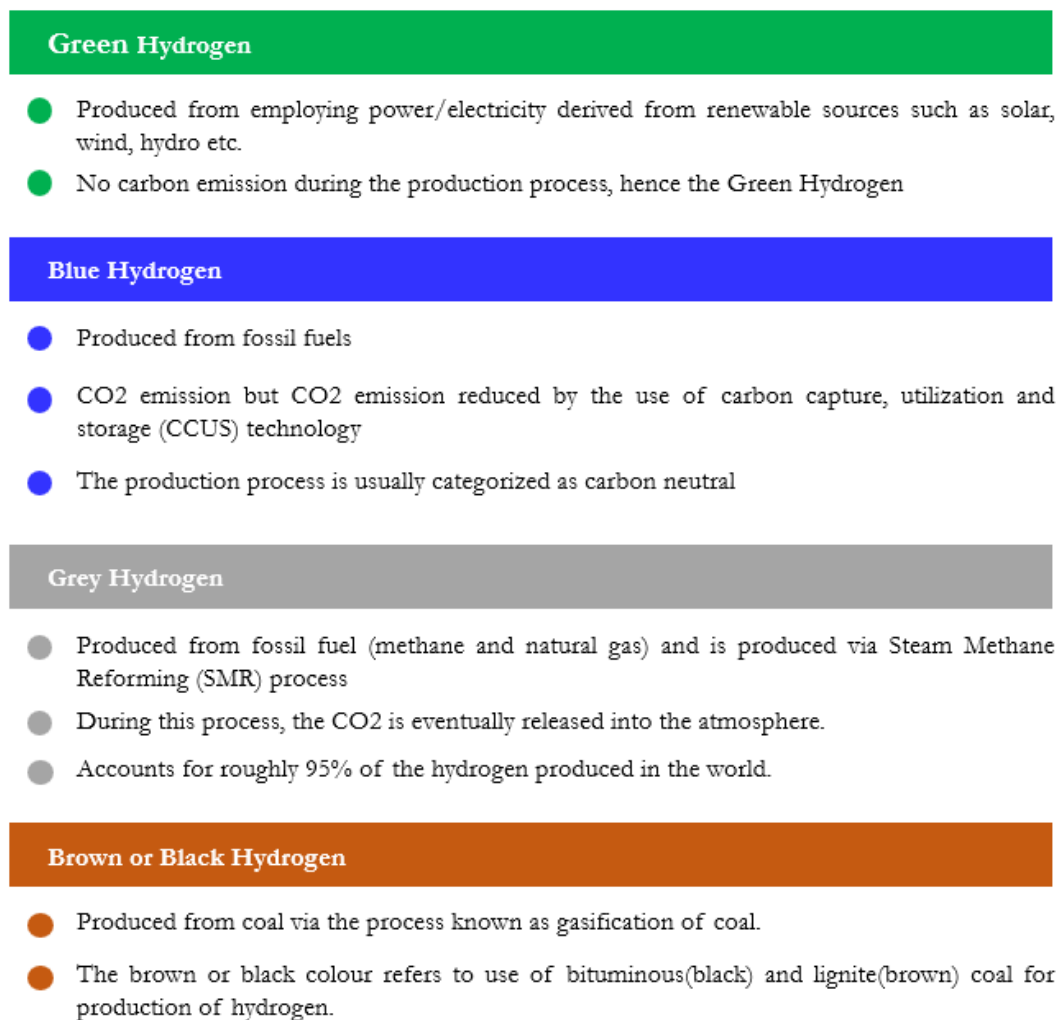 Green Hydrogen
Produced from employing power/electricity derived from renewable sources such as solar,
wind, hydro etc.
No carbon emission during the production process, hence the Green Hydrogen
Blue Hydrogen
Produced from fossil fuels
CO2 emission but CO2 emission reduced by the use of carbon capture, utilization and
storage (CCUS) technology
The production process is usually categorized as carbon neutral
Grey Hydrogen
Produced from fossil fuel (methane and natural gas) and is produced via Steam Methane
Reforming (SMR) process
During this process, the CO2 is eventually released into the atmosphere.
Accounts for roughly 95% of the hydrogen produced in the world.
Brown or Black Hydrogen
Produced from coal via the process known as gasification of coal.
The brown or black colour refers to use of bituminous(black) and lignite(brown) coal for
production of hydrogen.